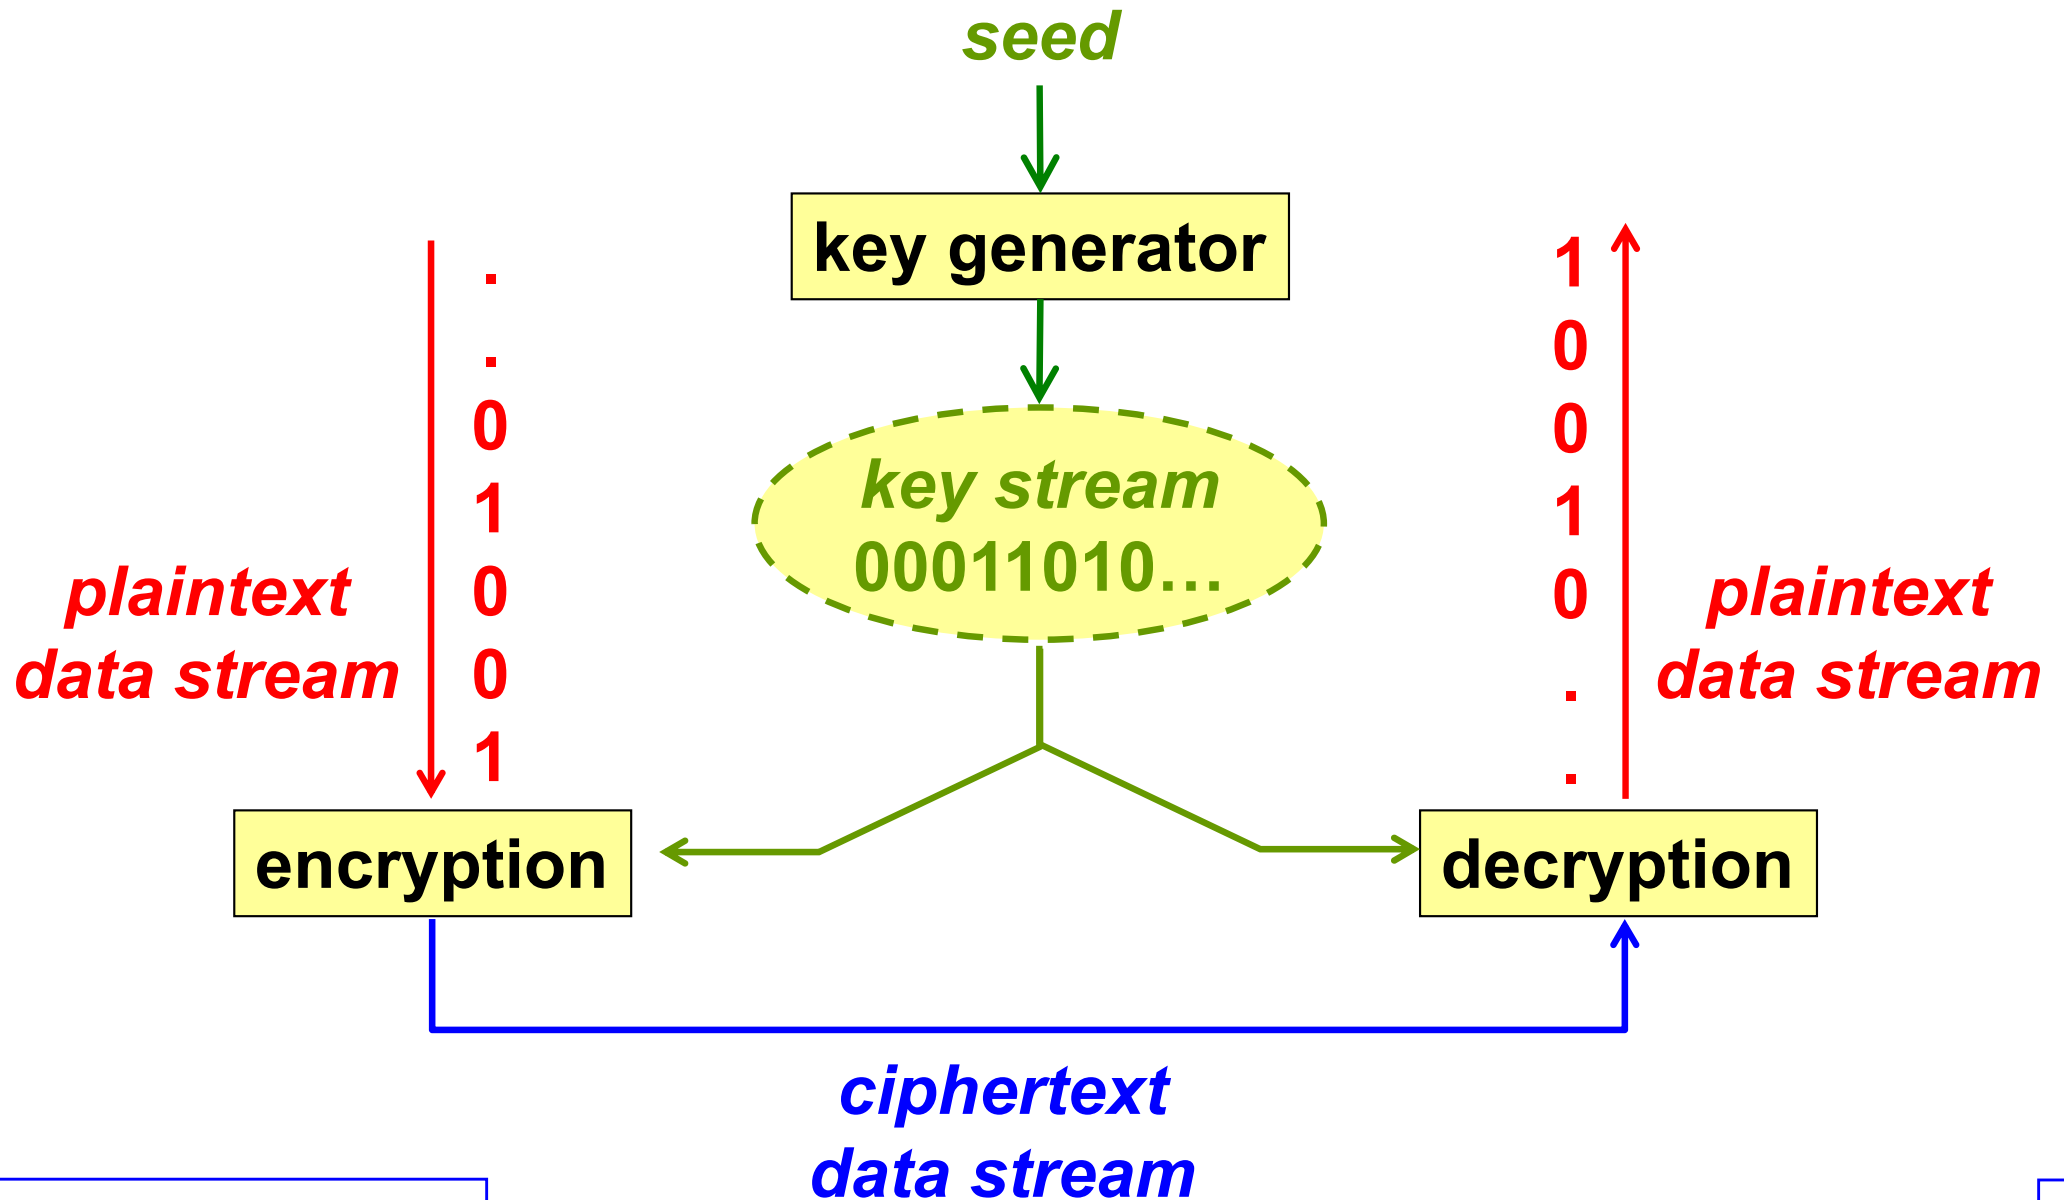 seed
key generator
.
.
0
1
0
0
1
plaintext
data stream
key stream
00011010...
1
0
0
1
0
.
.
plaintext
data stream
encryption
decryption
ciphertext
data stream